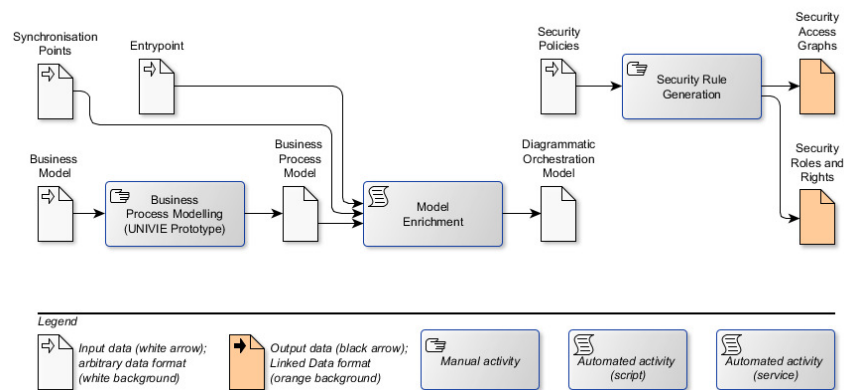 Synchronisation
Points
Entrypoint
Security
Policies
Security
Access
Graphs
Security Rule
Generation
Business
Model
Business
Process Modelling
(UNIVIE Prototype)
Business
Process
Model
Model
Enrichment
Diagrammatic
Orchestration
Model
Security
Roles and
Rights
Legend
Input data (white arrow);
arbitrary data format
(white background)
Output data (black arrow);
Linked Data format
(orange background)
Manual activity
Automated activity
(script)
Automated activity
(service)